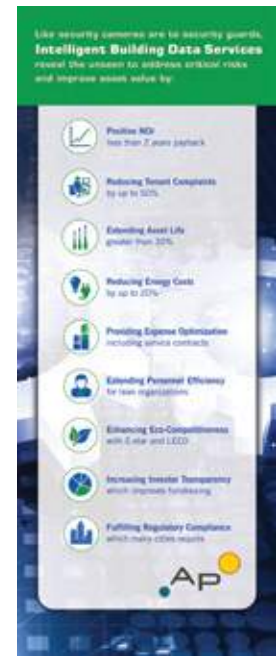 Like security cameras are to security guards,
Intelligent Building Data Services
reveal the unseen to address critical risks
and improve asset value by:
Positive NOI
less than 2 years payback
Reducing Tenant Complaints
by up to 50%
Extending Asset Life
greater than 20%
Reducing Energy Costs
by up to 20%
Providing Expense Optimization
including service contracts
Extending Personnel Efficiency
for lean organizations
Enhancing Eco-Competitiveness
with E-star and LEED
Increasing Investor Transparency
which improves fundraising
Fulfilling Regulatory Compliance
which many cities require
AP